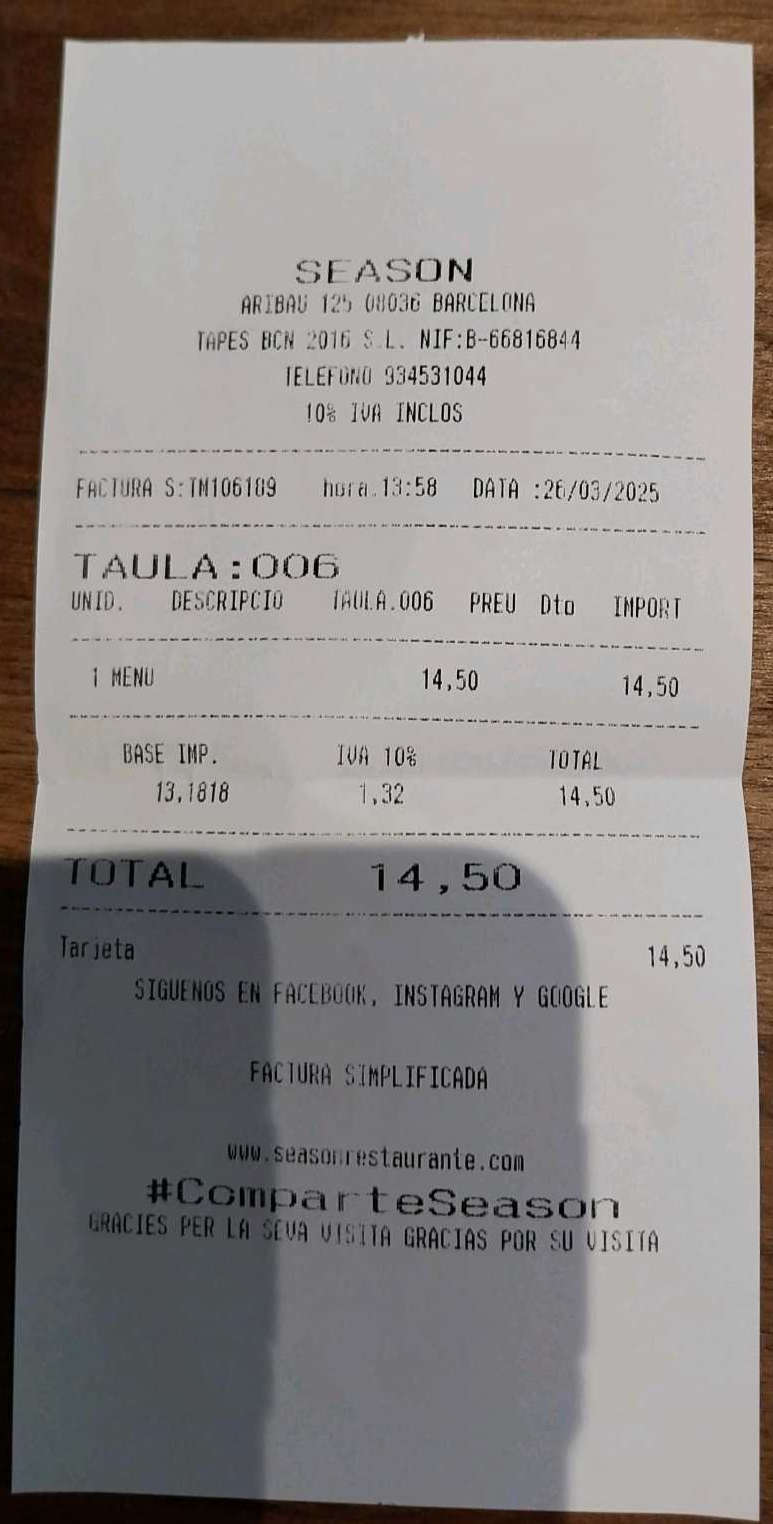 SEASON
ARIBAU 125 08036 BARCELONA
TAPES BCN 2016 S.L. NIF:B-66816844
TELEFONO 934531044
10% IVA INCLOS
FACTURA S:TM106189 hora.13:58 DATA :26/03/2025
TAULA:006
UNID. DESCRIPCIO TAULA.006 PREU Dto IMPORT
1 MENU 14,50 14,50
BASE IMP. IVA 10% TOTAL
13,1818 1,32 14,50
TOTAL 14,50
Tarjeta 14,50
SIGUENOS EN FACEBOOK, INSTAGRAM Y GOOGLE
FACTURA SIMPLIFICADA
www.seasonrestaurante.com
#ComparteSeason
GRACIES PER LA SEVA VISITA GRACIAS POR SU VISITA